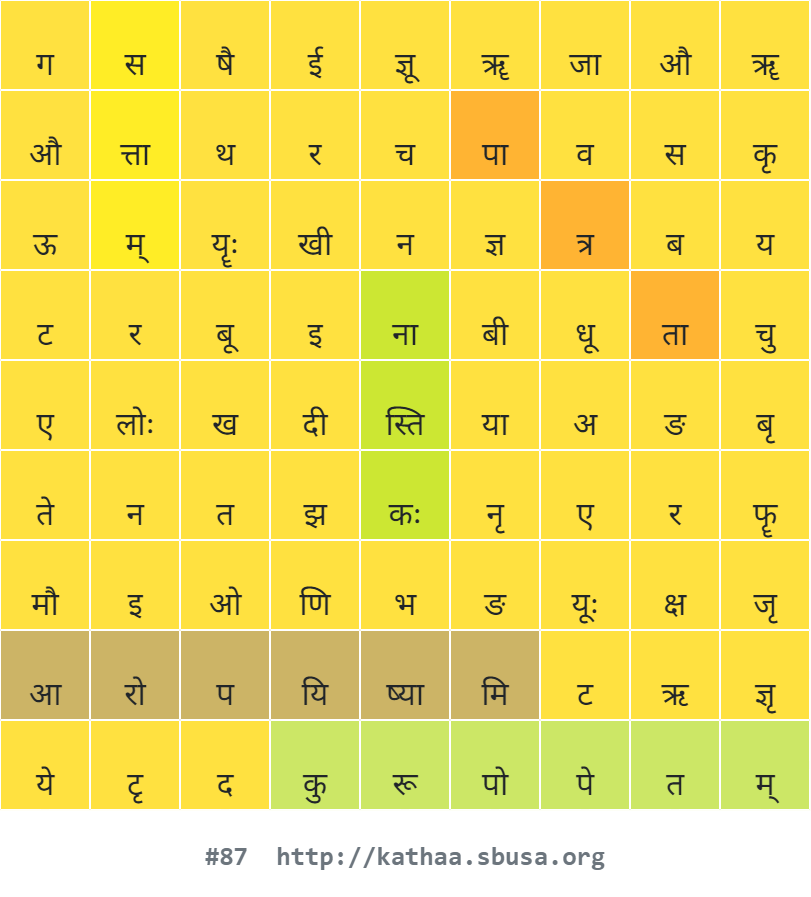 ग स षै ई ज्ञू ॠ जा औ ॠ
औ त्ता थ र च पा व स कृ
ऊ म् यॄः खी न ज्ञ त्र ब य
ट र बू इ ना बी धू ता चु
ए लोः ख दी स्ति या अ ङ बृ
ते न त झ कः नृ ए र फॄ
मौ इ ओ णि भ ङ यूः क्ष जृ
आ रो प यि ष्या मि ट ऋ ज्ञृ
ये टृ द कु रू पो पे त म्
#87 http://kathaa.sbusa.org